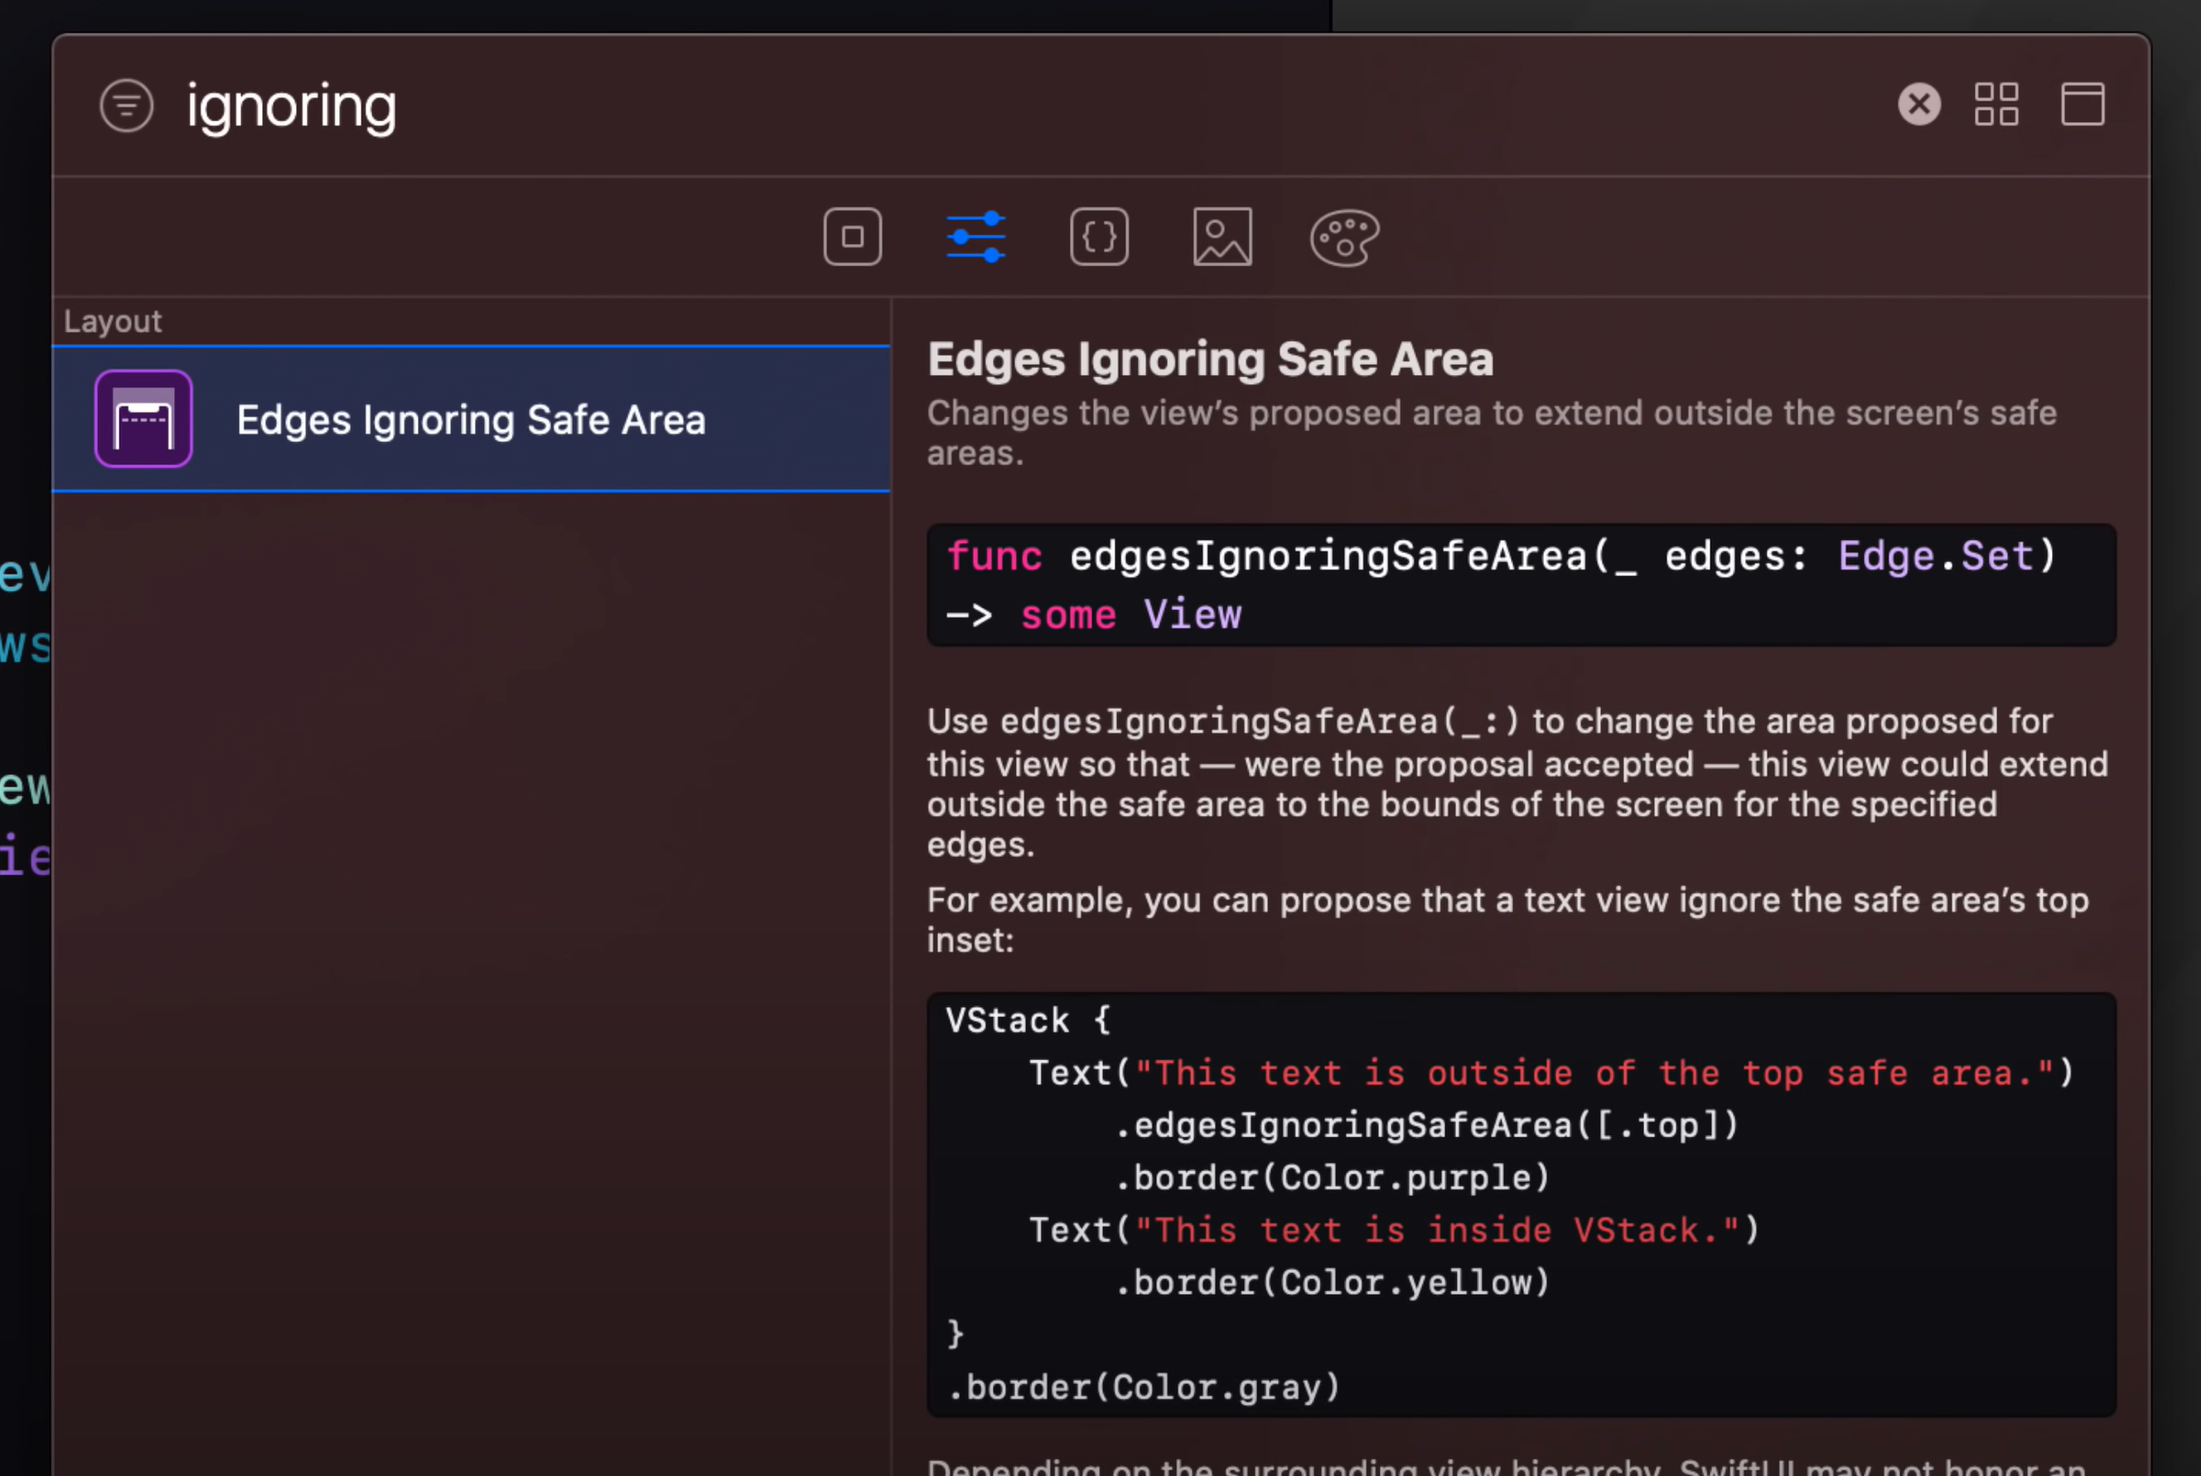 ignoring
Layout
Edges Ignoring Safe Area
Edges Ignoring Safe Area
Changes the view’s proposed area to extend outside the screen’s safe
areas.
func edgesIgnoringSafeArea(_ edges: Edge.Set)
-> some View
Use edgesIgnoringSafeArea(_:) to change the area proposed for
this view so that — were the proposal accepted — this view could extend
outside the safe area to the bounds of the screen for the specified
edges.
For example, you can propose that a text view ignore the safe area’s top
inset:
VStack {
Text("This text is outside of the top safe area.")
.edgesIgnoringSafeArea([.top])
.border(Color.purple)
Text("This text is inside VStack.")
.border(Color.yellow)
}
.border(Color.gray)
Depending on the surrounding view hierarchy, SwiftUI may not honor an
ev
ws
ew
ie